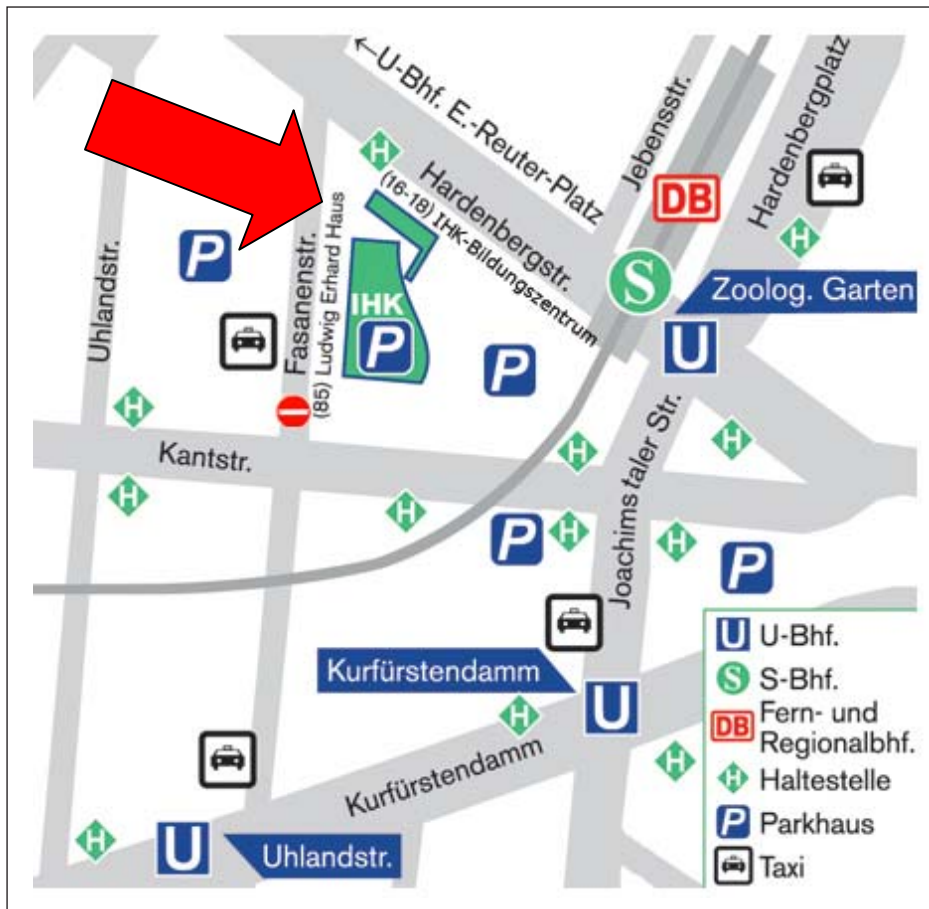 ←U-Bhf. E.-Reuter-Platz
Jebensstr.
Hardenbergplatz
H
Hardenbergstr.
(16-18) IHK-Bildungszentrum
DB
H
S
Zoolog. Garten
U
Uhlandstr.
P
Fasanenstr.
(85) Ludwig Erhard Haus
IHK
P
P
H
Kantstr.
H
H
H
H
H
H
P
P
Joachimstaler Str.
Kurfürstendamm
U
H
H
Kurfürstendamm
H
U
Uhlandstr.
U U-Bhf.
S S-Bhf.
DB Fern- und
Regionalbhf.
H Haltestelle
P Parkhaus
Taxi